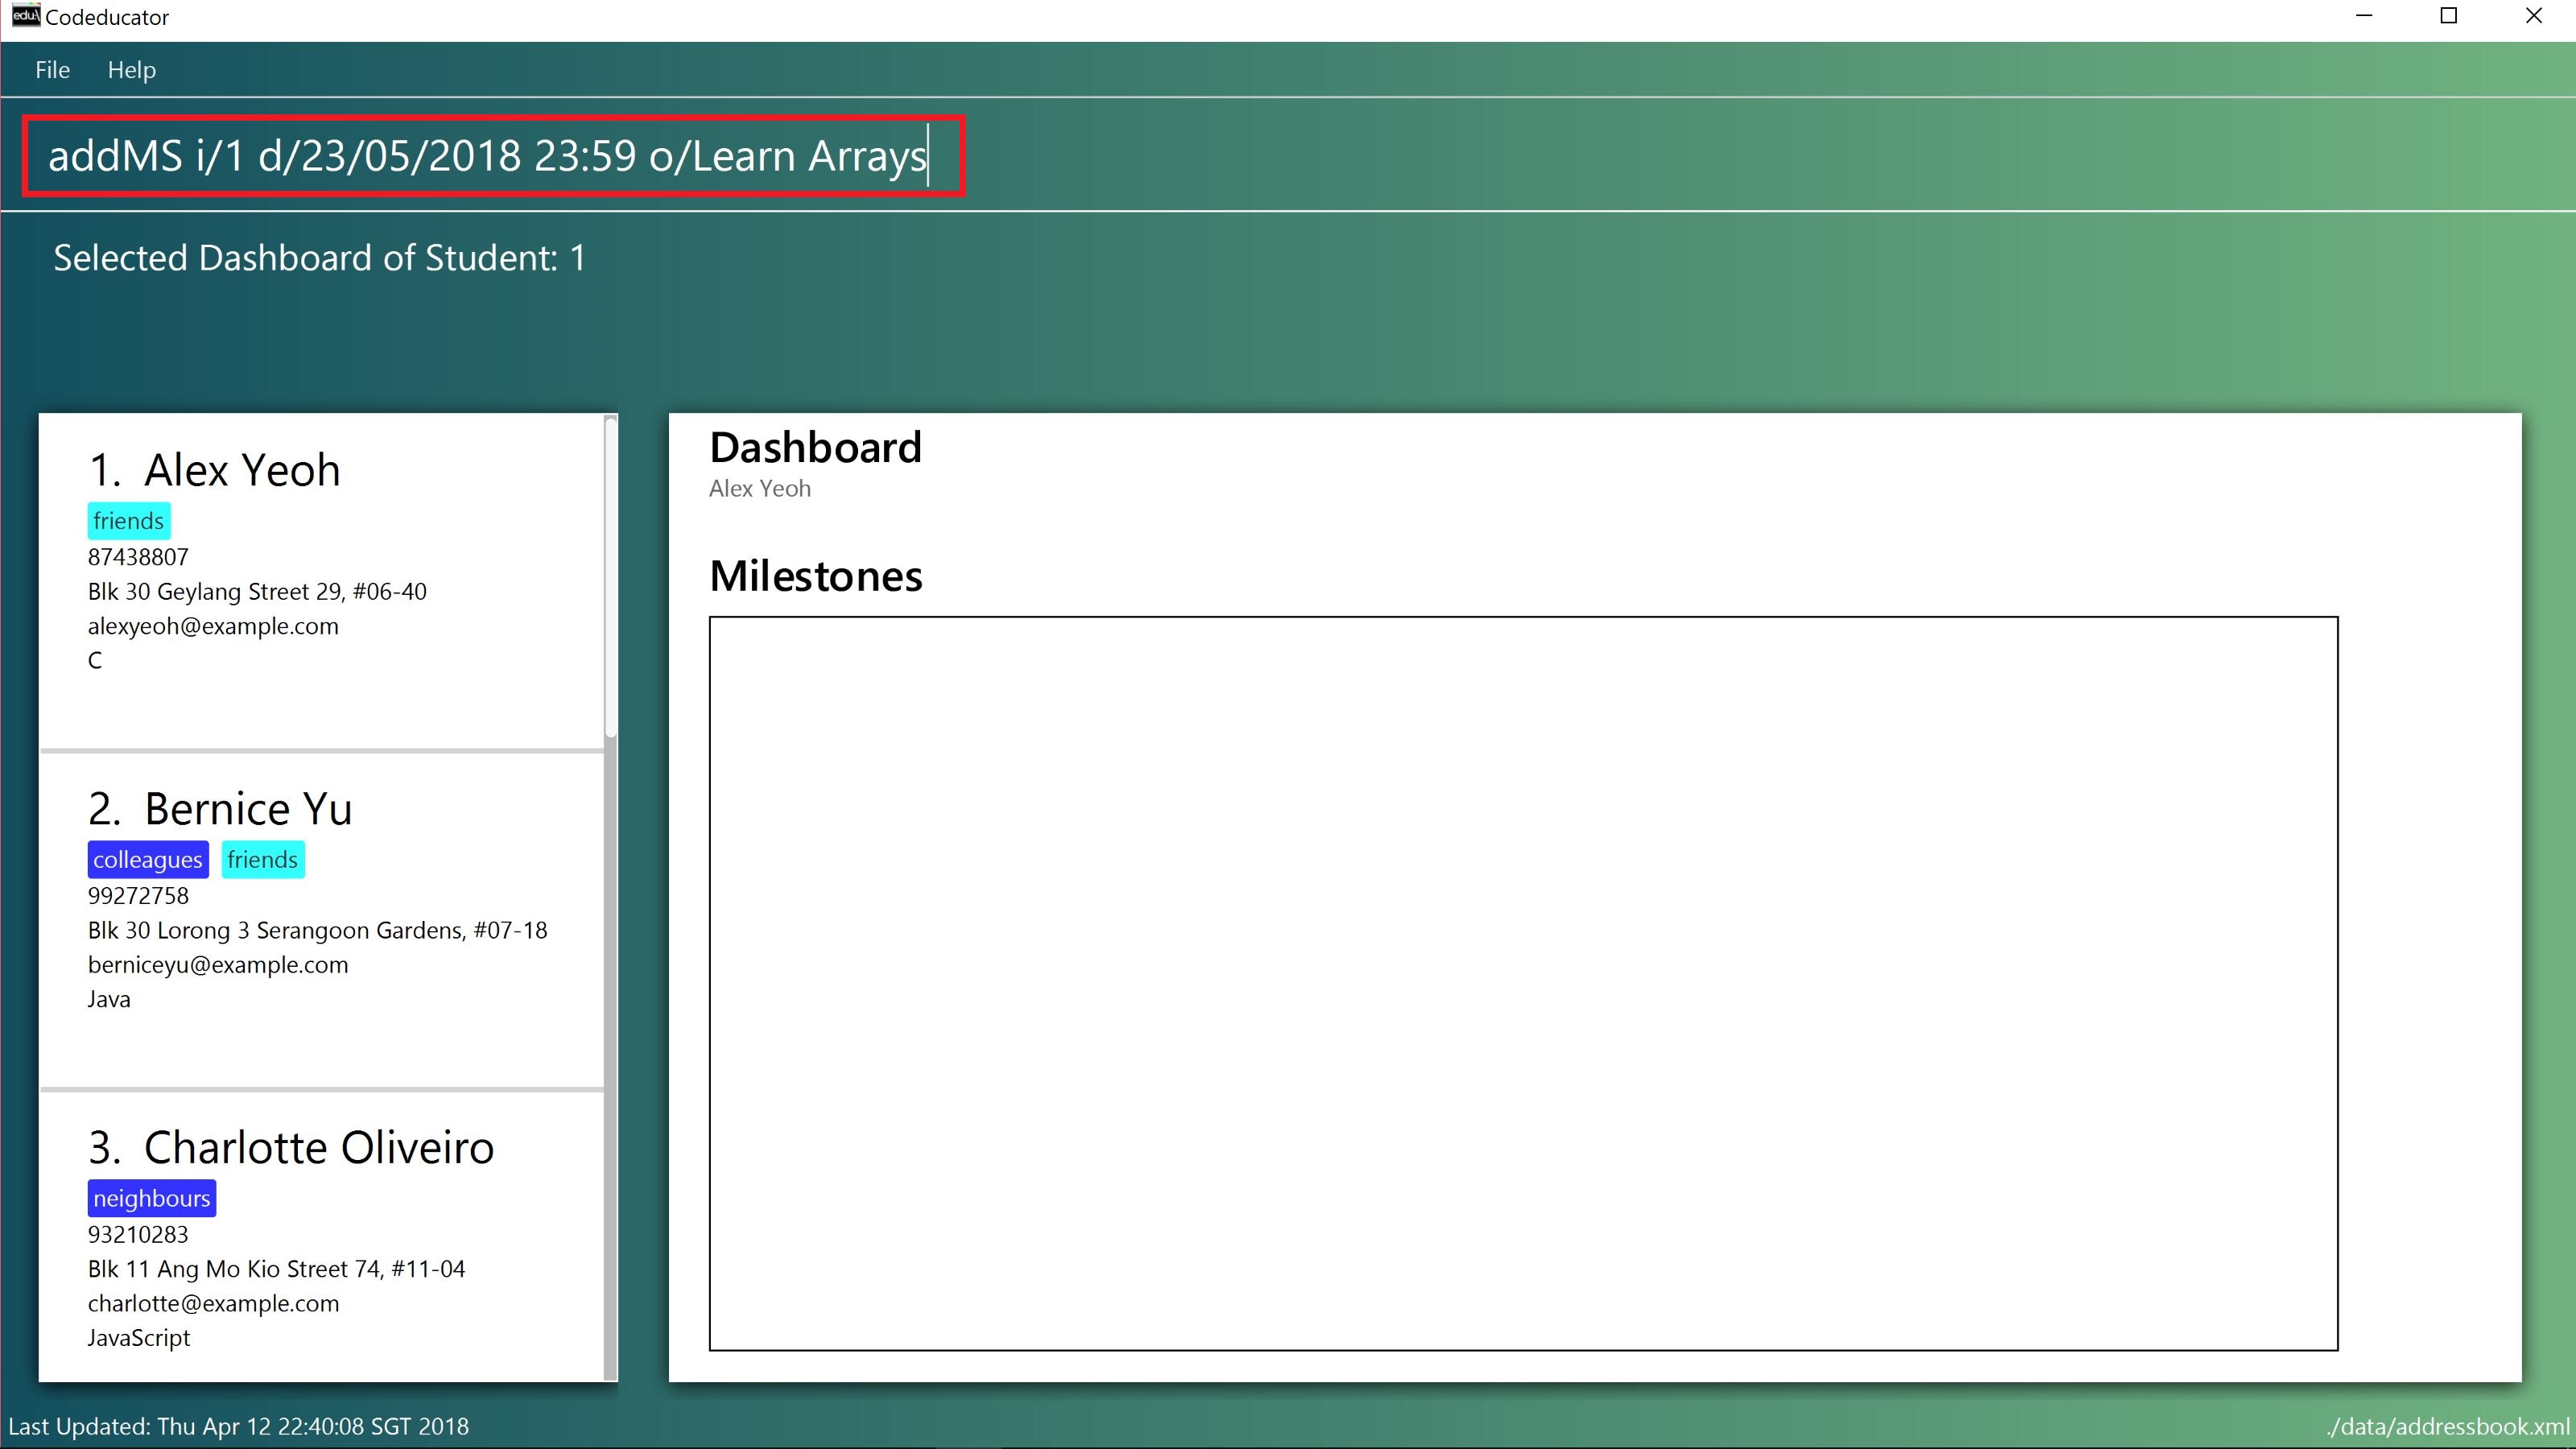 edu:\ Codeducator
File Help
addMS i/1 d/23/05/2018 23:59 o/Learn Arrays
Selected Dashboard of Student: 1
1. Alex Yeoh
friends
87438807
Blk 30 Geylang Street 29, #06-40
alexyeoh@example.com
C
2. Bernice Yu
colleagues friends
99272758
Blk 30 Lorong 3 Serangoon Gardens, #07-18
berniceyu@example.com
Java
3. Charlotte Oliveiro
neighbours
93210283
Blk 11 Ang Mo Kio Street 74, #11-04
charlotte@example.com
JavaScript
Dashboard
Alex Yeoh
Milestones
Last Updated: Thu Apr 12 22:40:08 SGT 2018
./data/addressbook.xml